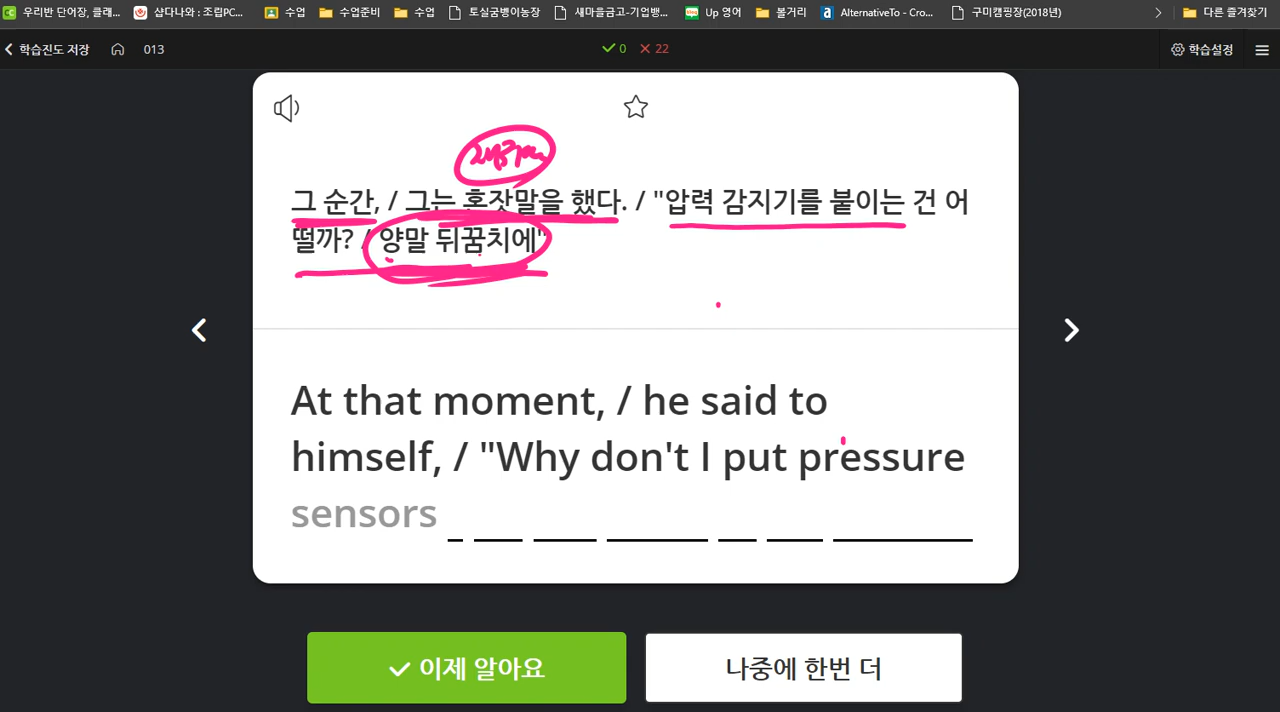 우리반 단어장, 클래... 샵다나와 : 조립PC... 수업 수업준비 수업 토실궁뱅이농장 새마을금고-기업뱅... Up 영어 볼거리 AlternativeTo - Cro... 구미캠핑장(2018년) 다른 즐겨찾기
학습진도 저장 013 0 22 학습설정
그 순간, / 그는 혼잣말을 했다. / "압력 감지기를 붙이는 건 어
떨까? / 양말 뒤꿈치에"
At that moment, / he said to
himself, / "Why don't I put pressure
sensors
이제 알아요 나중에 한번 더